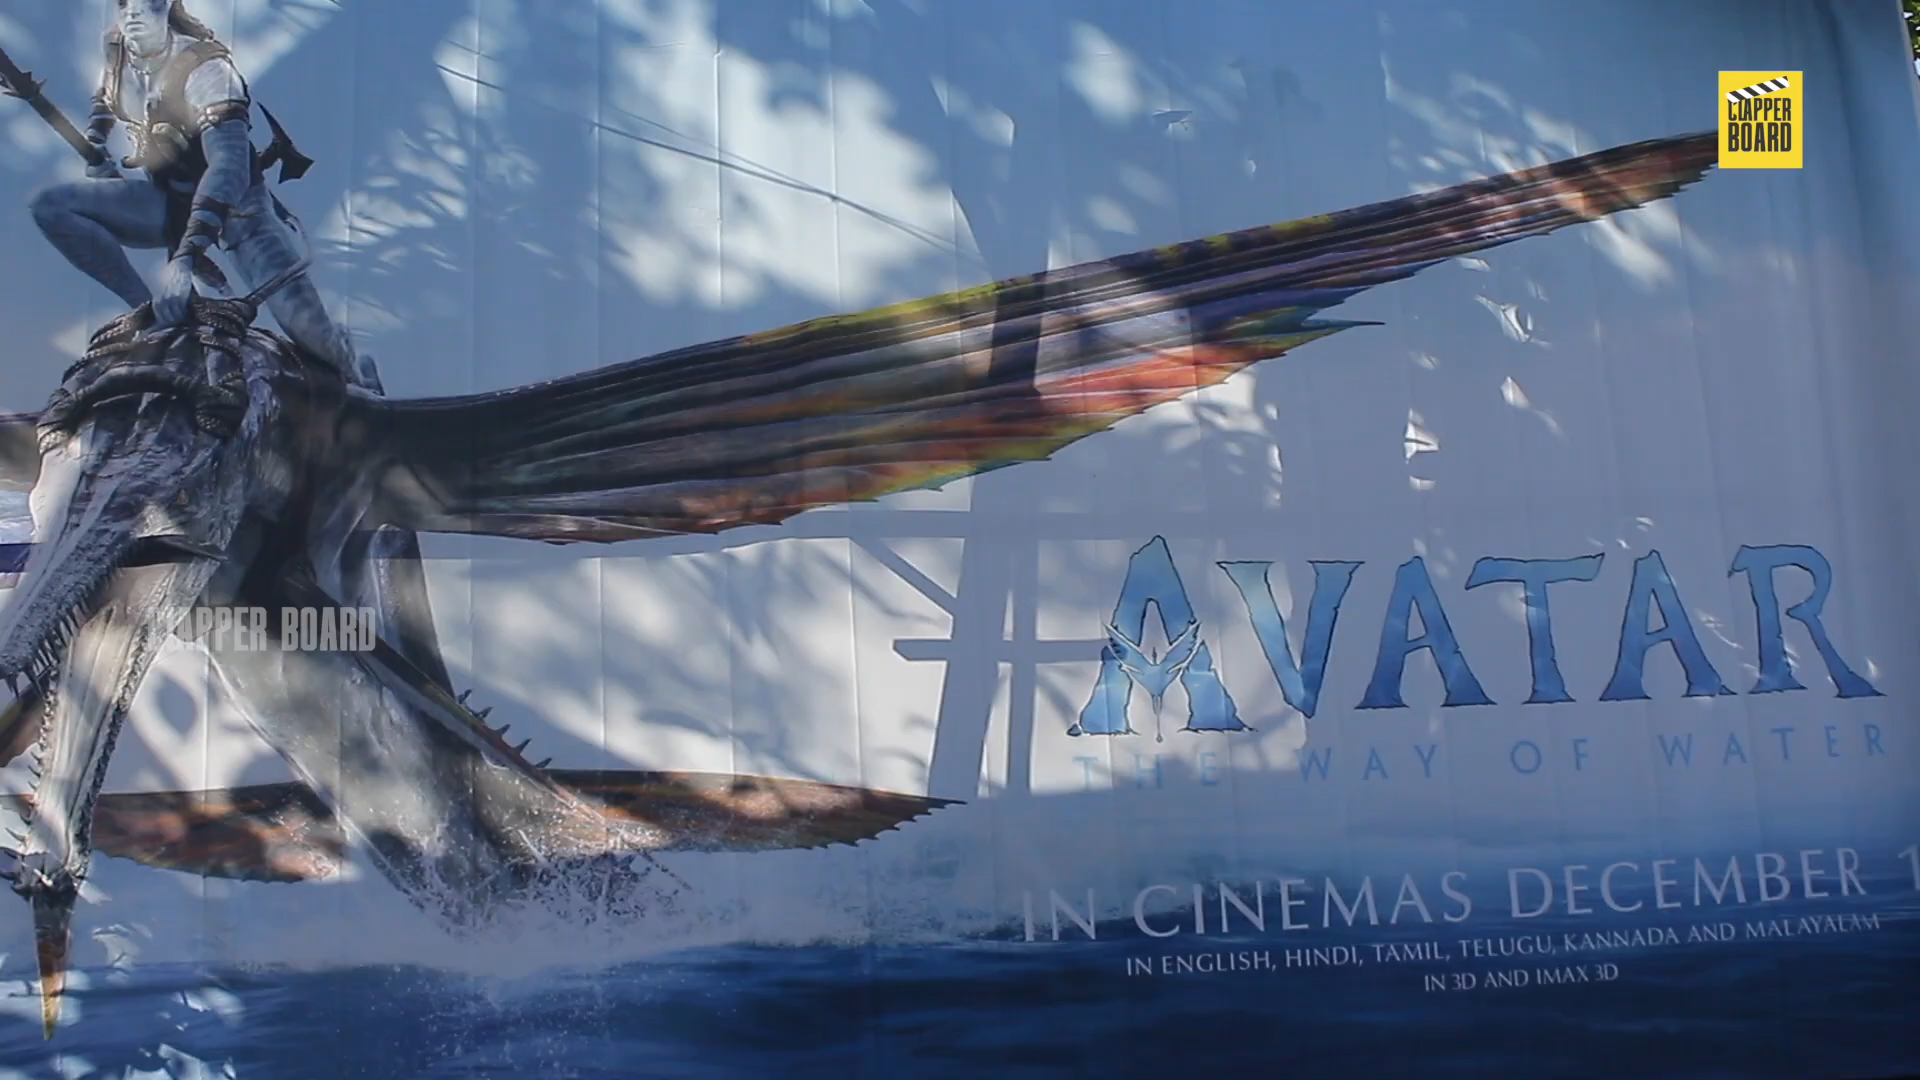 CLAPPER
BOARD
CLAPPER BOARD
AVATAR
THE WAY OF WATER
IN CINEMAS DECEMBER 1
IN ENGLISH, HINDI, TAMIL, TELUGU, KANNADA AND MALAYALAM
IN 3D AND IMAX 3D